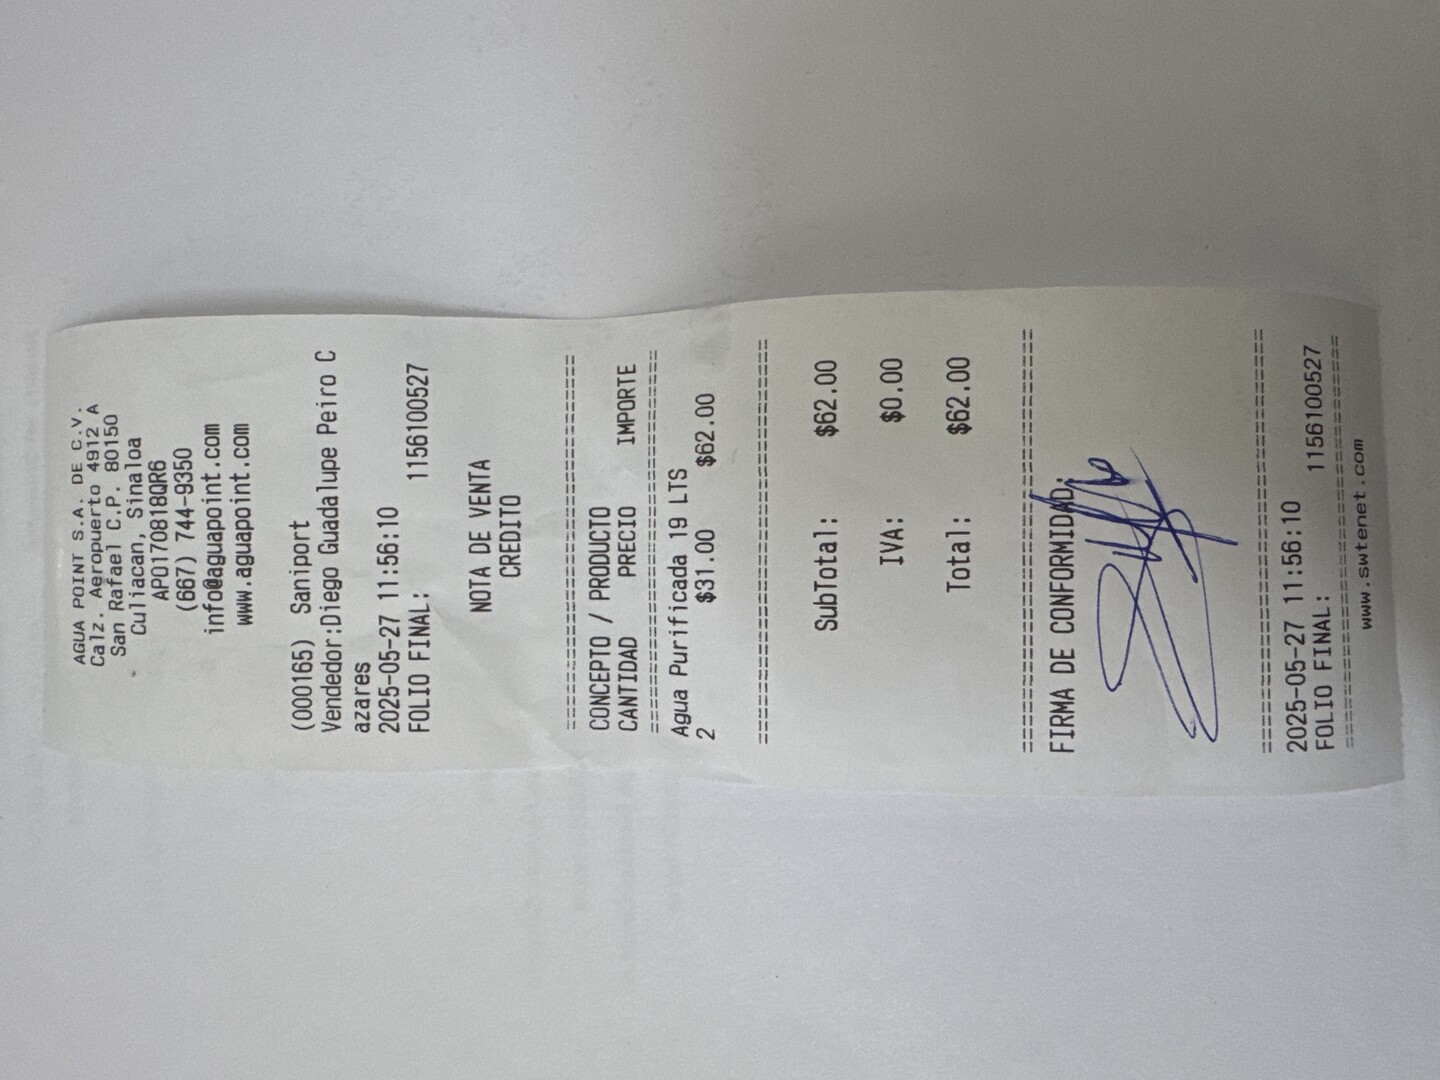 AGUA POINT S.A. DE C.V.
Calz. Aeropuerto 4912 A
San Rafael C.P. 80150
Culiacan, Sinaloa
APO170818QR6
(667) 744-9350
info@aguapoint.com
www.aguapoint.com
(000165) Saniport
Vendedor:Diego Guadalupe Peiro C
azares
2025-05-27 11:56:10
FOLIO FINAL: 1156100527
NOTA DE VENTA
CREDITO
================================
CONCEPTO / PRODUCTO
CANTIDAD PRECIO IMPORTE
================================
Agua Purificada 19 LTS
2 $31.00 $62.00
================================
SubTotal: $62.00
IVA: $0.00
Total: $62.00
================================
FIRMA DE CONFORMIDAD.
================================
2025-05-27 11:56:10
FOLIO FINAL: 1156100527
================================
www.swtenet.com